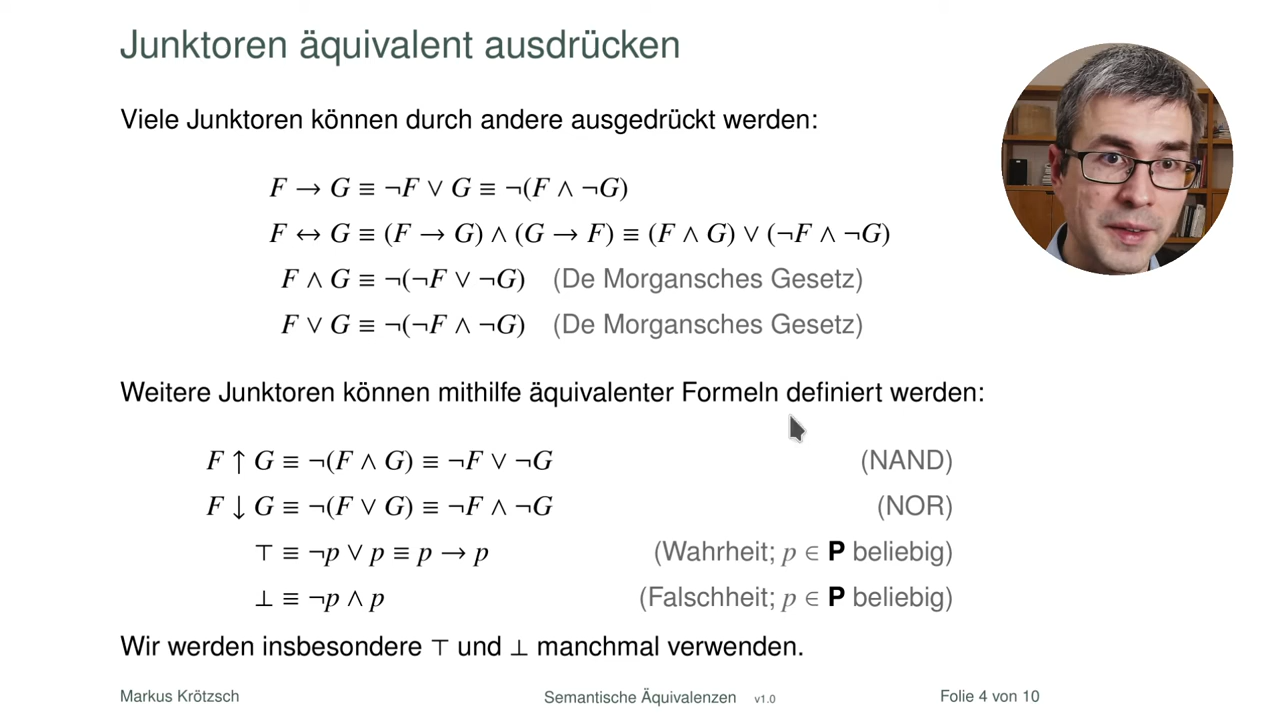 Junktoren äquivalent ausdrücken
Viele Junktoren können durch andere ausgedrückt werden:
F → G ≡ ¬F ∨ G ≡ ¬(F ∧ ¬G)
F ↔ G ≡ (F → G) ∧ (G → F) ≡ (F ∧ G) ∨ (¬F ∧ ¬G)
F ∧ G ≡ ¬(¬F ∨ ¬G) (De Morgansches Gesetz)
F ∨ G ≡ ¬(¬F ∧ ¬G) (De Morgansches Gesetz)
Weitere Junktoren können mithilfe äquivalenter Formeln definiert werden:
F ↑ G ≡ ¬(F ∧ G) ≡ ¬F ∨ ¬G (NAND)
F ↓ G ≡ ¬(F ∨ G) ≡ ¬F ∧ ¬G (NOR)
⊤ ≡ ¬p ∨ p ≡ p → p (Wahrheit; p ∈ P beliebig)
⊥ ≡ ¬p ∧ p (Falschheit; p ∈ P beliebig)
Wir werden insbesondere ⊤ und ⊥ manchmal verwenden.
Markus Krötzsch Semantische Äquivalenzen v1.0 Folie 4 von 10